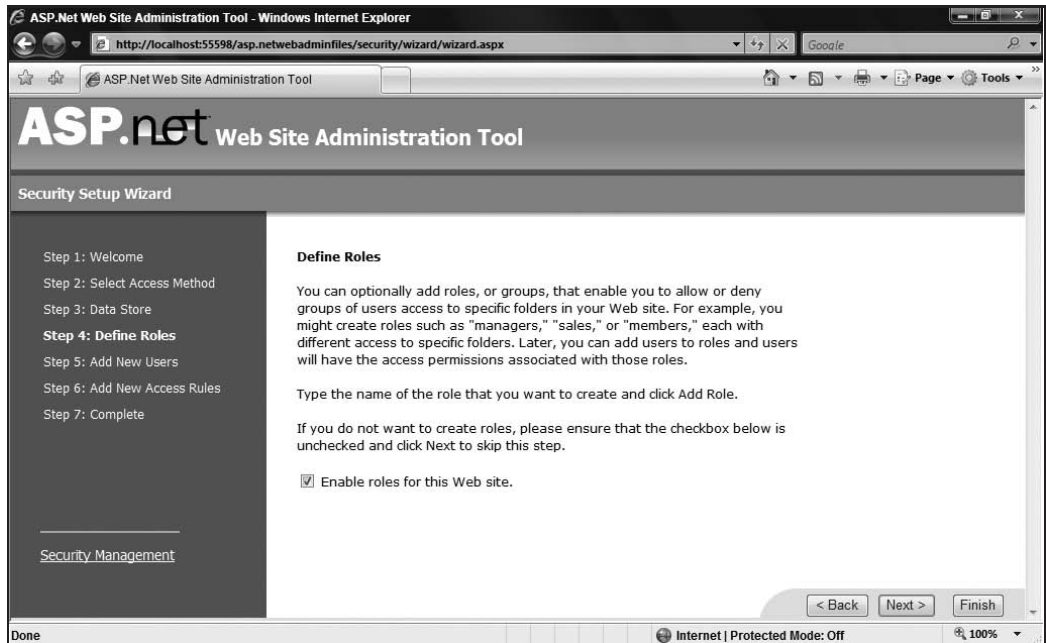 ASP.Net Web Site Administration Tool - Windows Internet Explorer
http://localhost:55598/asp.netwebadminfiles/security/wizard/wizard.aspx
Google
ASP.Net Web Site Administration Tool
Page
Tools
ASP.net Web Site Administration Tool
Security Setup Wizard
Step 1: Welcome
Step 2: Select Access Method
Step 3: Data Store
Step 4: Define Roles
Step 5: Add New Users
Step 6: Add New Access Rules
Step 7: Complete
Security Management
Define Roles
You can optionally add roles, or groups, that enable you to allow or deny
groups of users access to specific folders in your Web site. For example, you
might create roles such as "managers," "sales," or "members," each with
different access to specific folders. Later, you can add users to roles and users
will have the access permissions associated with those roles.
Type the name of the role that you want to create and click Add Role.
If you do not want to create roles, please ensure that the checkbox below is
unchecked and click Next to skip this step.
Enable roles for this Web site.
< Back
Next >
Finish
Done
Internet | Protected Mode: Off
100%